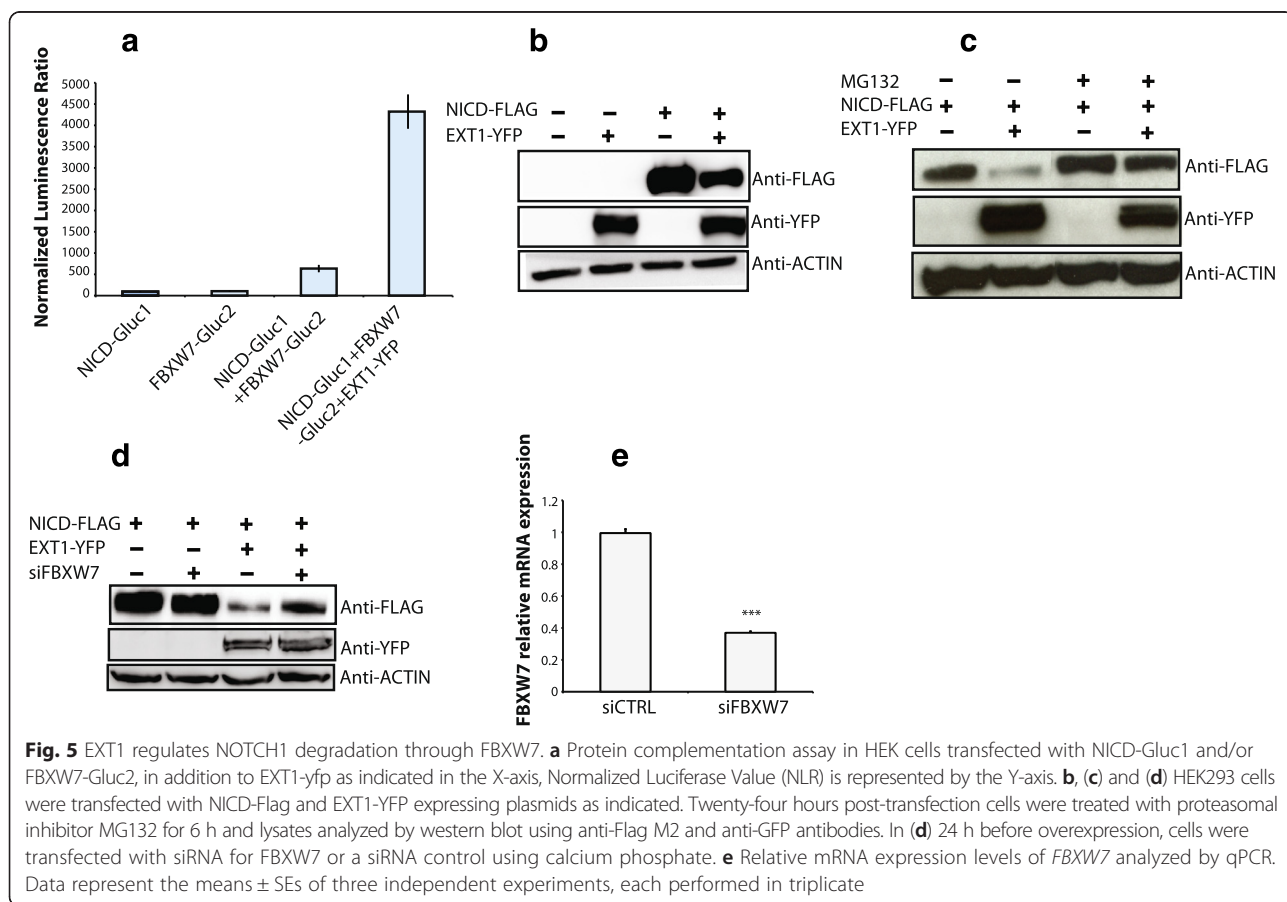 a
Normalized Luminescence Ratio
5000
4500
4000
3500
3000
2500
2000
1500
1000
500
0
NICD-Gluc1
FBXW7-Gluc2
NICD-Gluc1
+FBXW7-Gluc2
NICD-Gluc1+FBXW7
-Gluc2+EXT1-YFP
b
NICD-FLAG – – + +
EXT1-YFP – + – +
Anti-FLAG
Anti-YFP
Anti-ACTIN
c
MG132 – – + +
NICD-FLAG + + + +
EXT1-YFP – + – +
Anti-FLAG
Anti-YFP
Anti-ACTIN
d
NICD-FLAG + + + +
EXT1-YFP – – + +
siFBXW7 – + – +
Anti-FLAG
Anti-YFP
Anti-ACTIN
e
FBXW7 relative mRNA expression
1.2
1
0.8
0.6
0.4
0.2
0
***
siCTRL
siFBXW7
Fig. 5 EXT1 regulates NOTCH1 degradation through FBXW7. a Protein complementation assay in HEK cells transfected with NICD-Gluc1 and/or
FBXW7-Gluc2, in addition to EXT1-yfp as indicated in the X-axis, Normalized Luciferase Value (NLR) is represented by the Y-axis. b, (c) and (d) HEK293 cells
were transfected with NICD-Flag and EXT1-YFP expressing plasmids as indicated. Twenty-four hours post-transfection cells were treated with proteasomal
inhibitor MG132 for 6 h and lysates analyzed by western blot using anti-Flag M2 and anti-GFP antibodies. In (d) 24 h before overexpression, cells were
transfected with siRNA for FBXW7 or a siRNA control using calcium phosphate. e Relative mRNA expression levels of FBXW7 analyzed by qPCR.
Data represent the means ± SEs of three independent experiments, each performed in triplicate